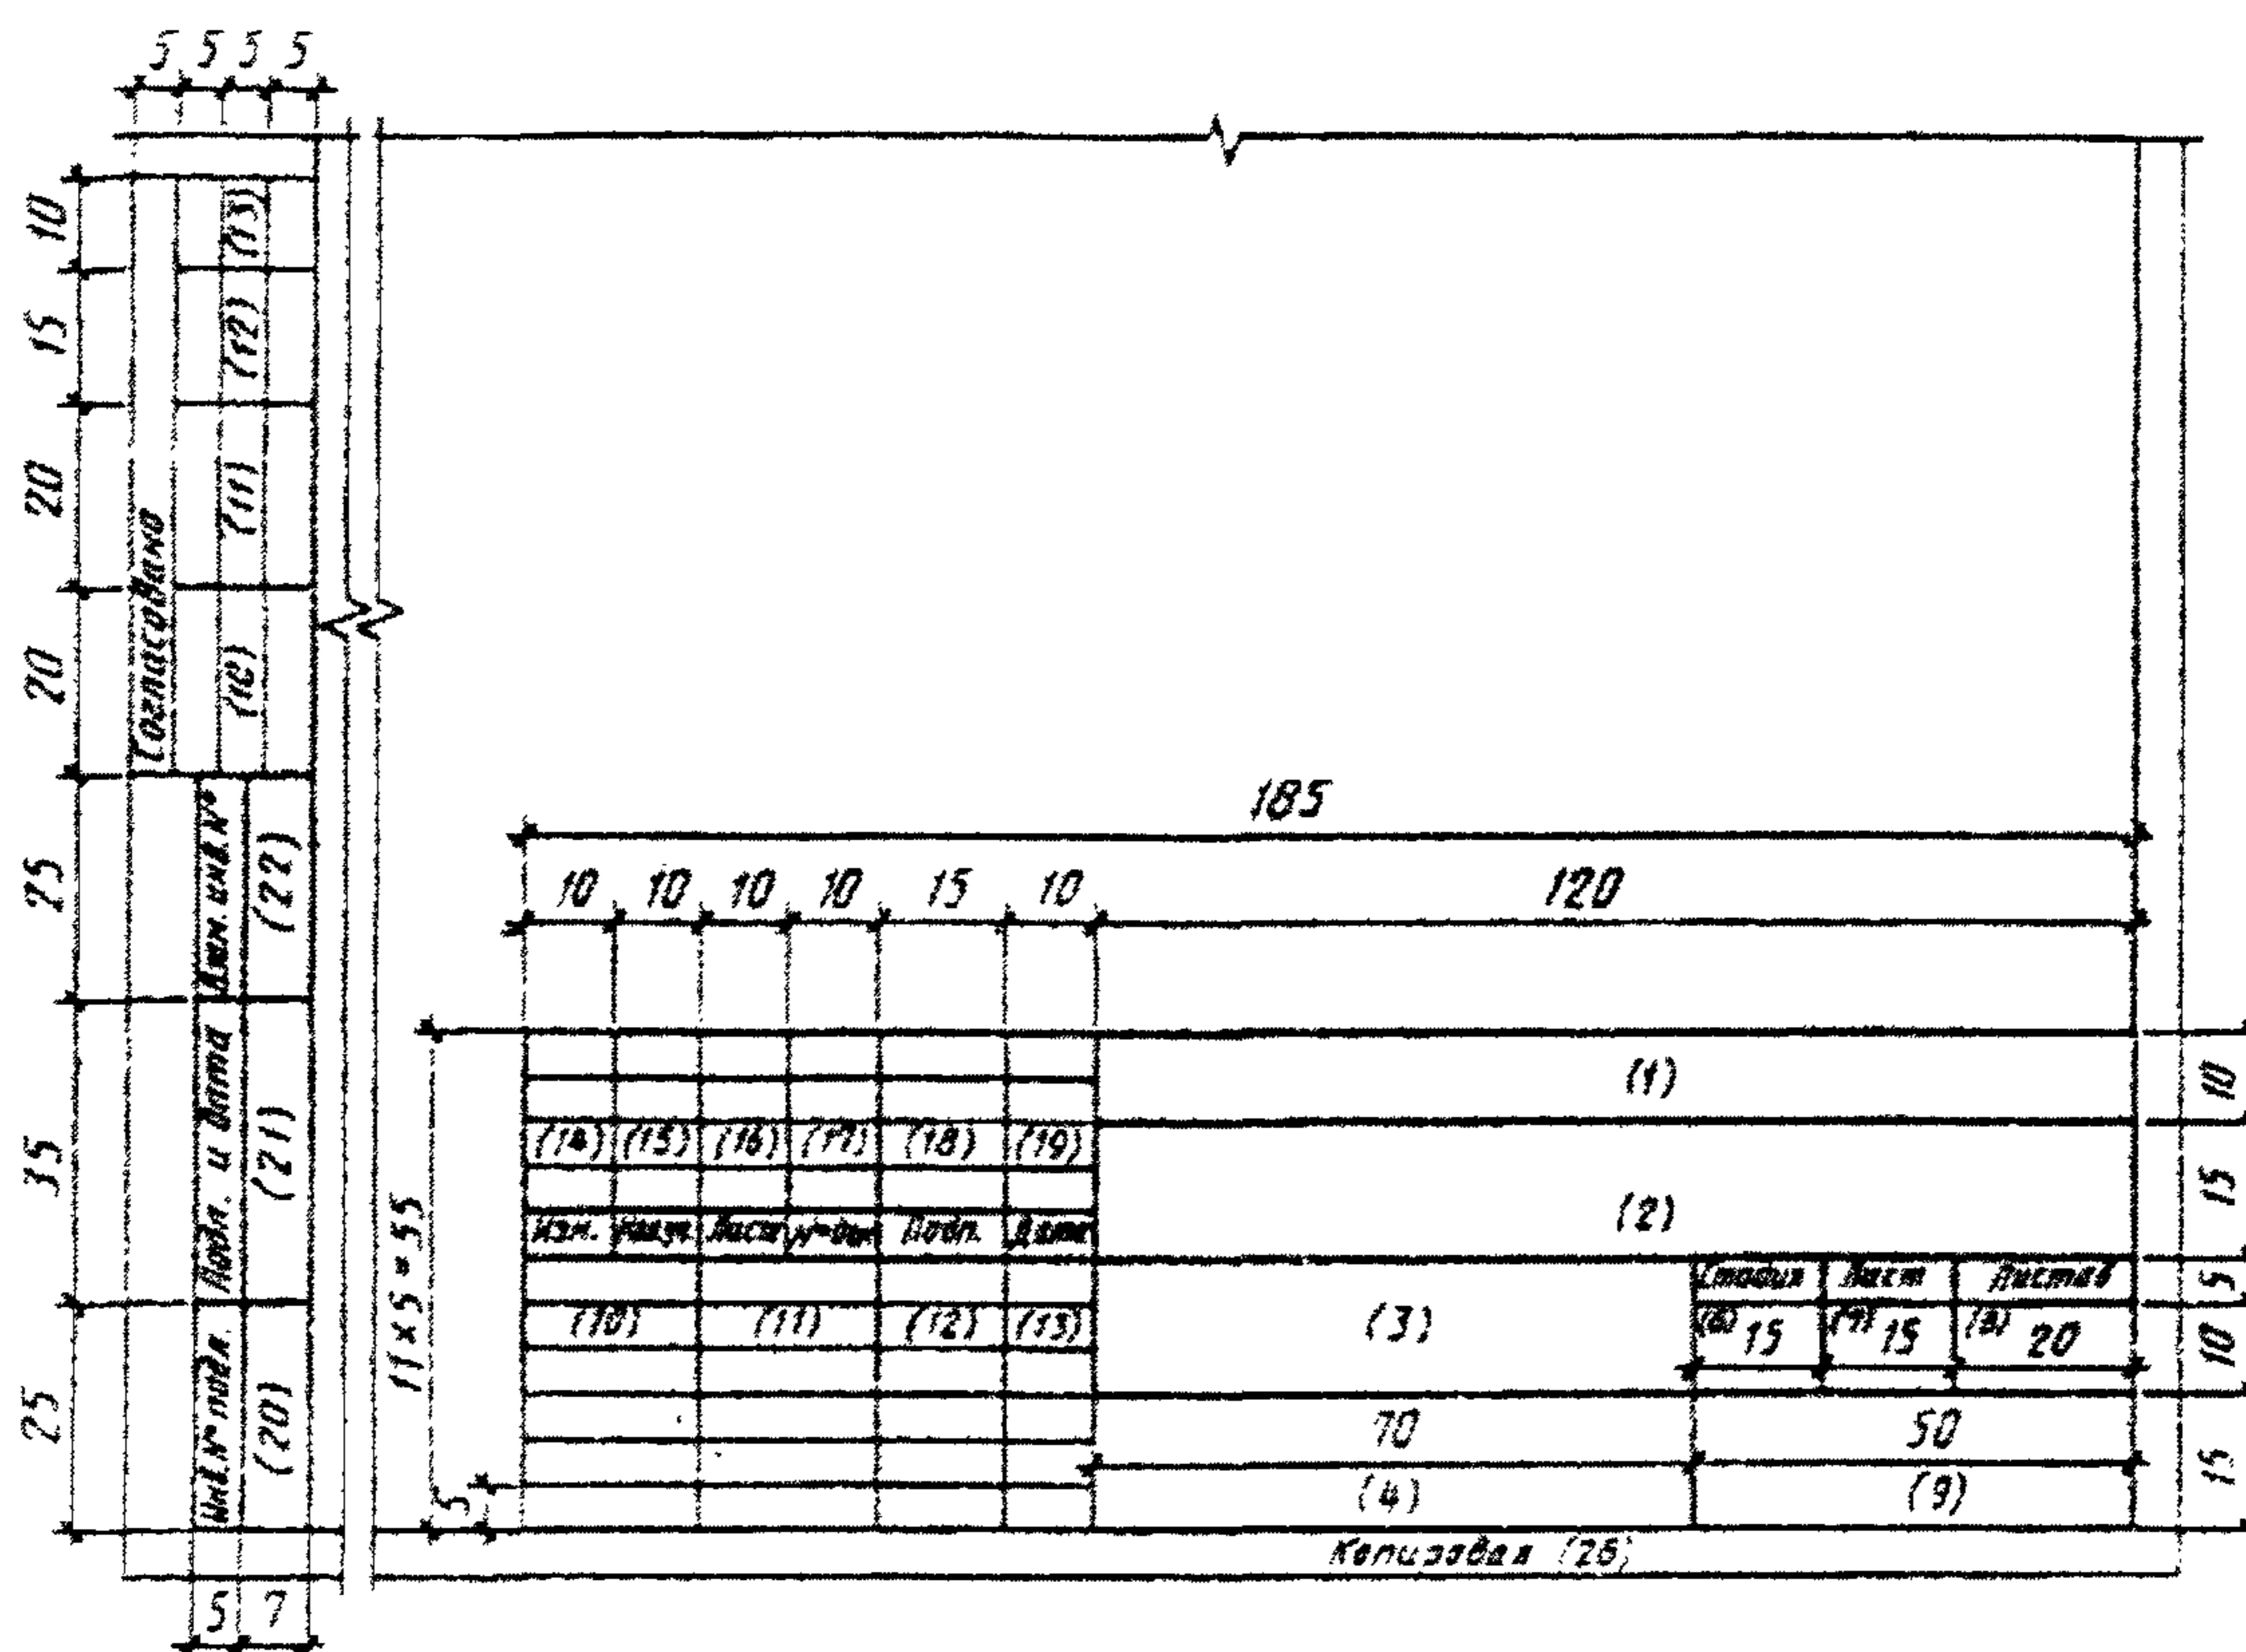 5 5 5 5
10
15
20
20
25
35
25
Согласовано
(13)
(12)
(11)
(10)
Взам. инв. №
(22)
Подп. и дата
(21)
Инв. № подл.
(20)
5 7
185
10 10 10 10 15 10 120
11 x 5 = 55
5
(1)
(14) (15) (16) (17) (18) (19)
(2)
Изм. Кол.уч. Лист №док. Подп. Дата
Стадия Лист Листов
(10) (11) (12) (13)
(3)
(6) 15 (7) 15 (8) 20
70 50
(4) (9)
Копировал (26)
10
15
5
10
15